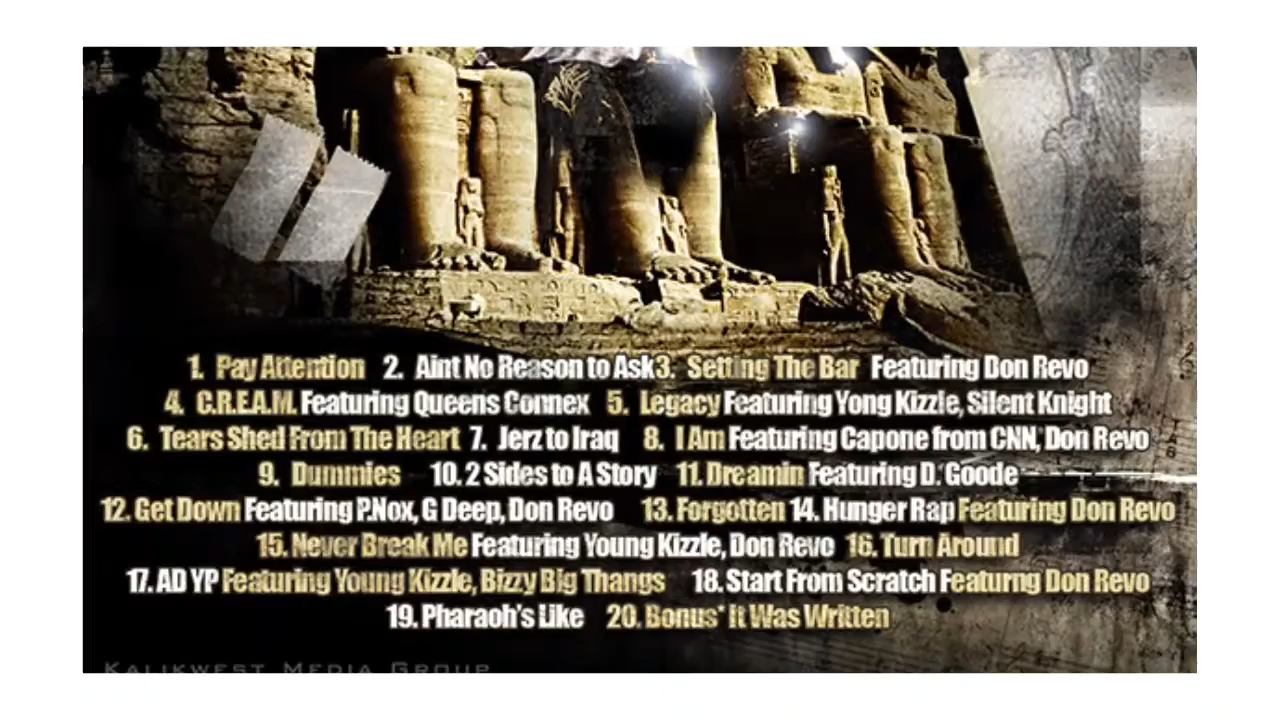 1. Pay Attention 2. Aint No Reason to Ask3. Setting The Bar Featuring Don Revo
4. C.R.E.A.M. Featuring Queens Connex 5. Legacy Featuring Yong Kizzle, Silent Knight
6. Tears Shed From The Heart 7. Jerz to Iraq 8. I Am Featuring Capone from CNN, Don Revo
9. Dummies 10. 2 Sides to A Story 11. Dreamin Featuring D. Goode
12. Get Down Featuring P.Nox, G Deep, Don Revo 13. Forgotten 14. Hunger Rap Featuring Don Revo
15. Never Break Me Featuring Young Kizzle, Don Revo 16. Turn Around
17. AD YP Featuring Young Kizzle, Bizzy Big Thangs 18. Start From Scratch Featurng Don Revo
19. Pharaoh's Like 20. Bonus* It Was Written
KALIKWEST MEDIA GROUP